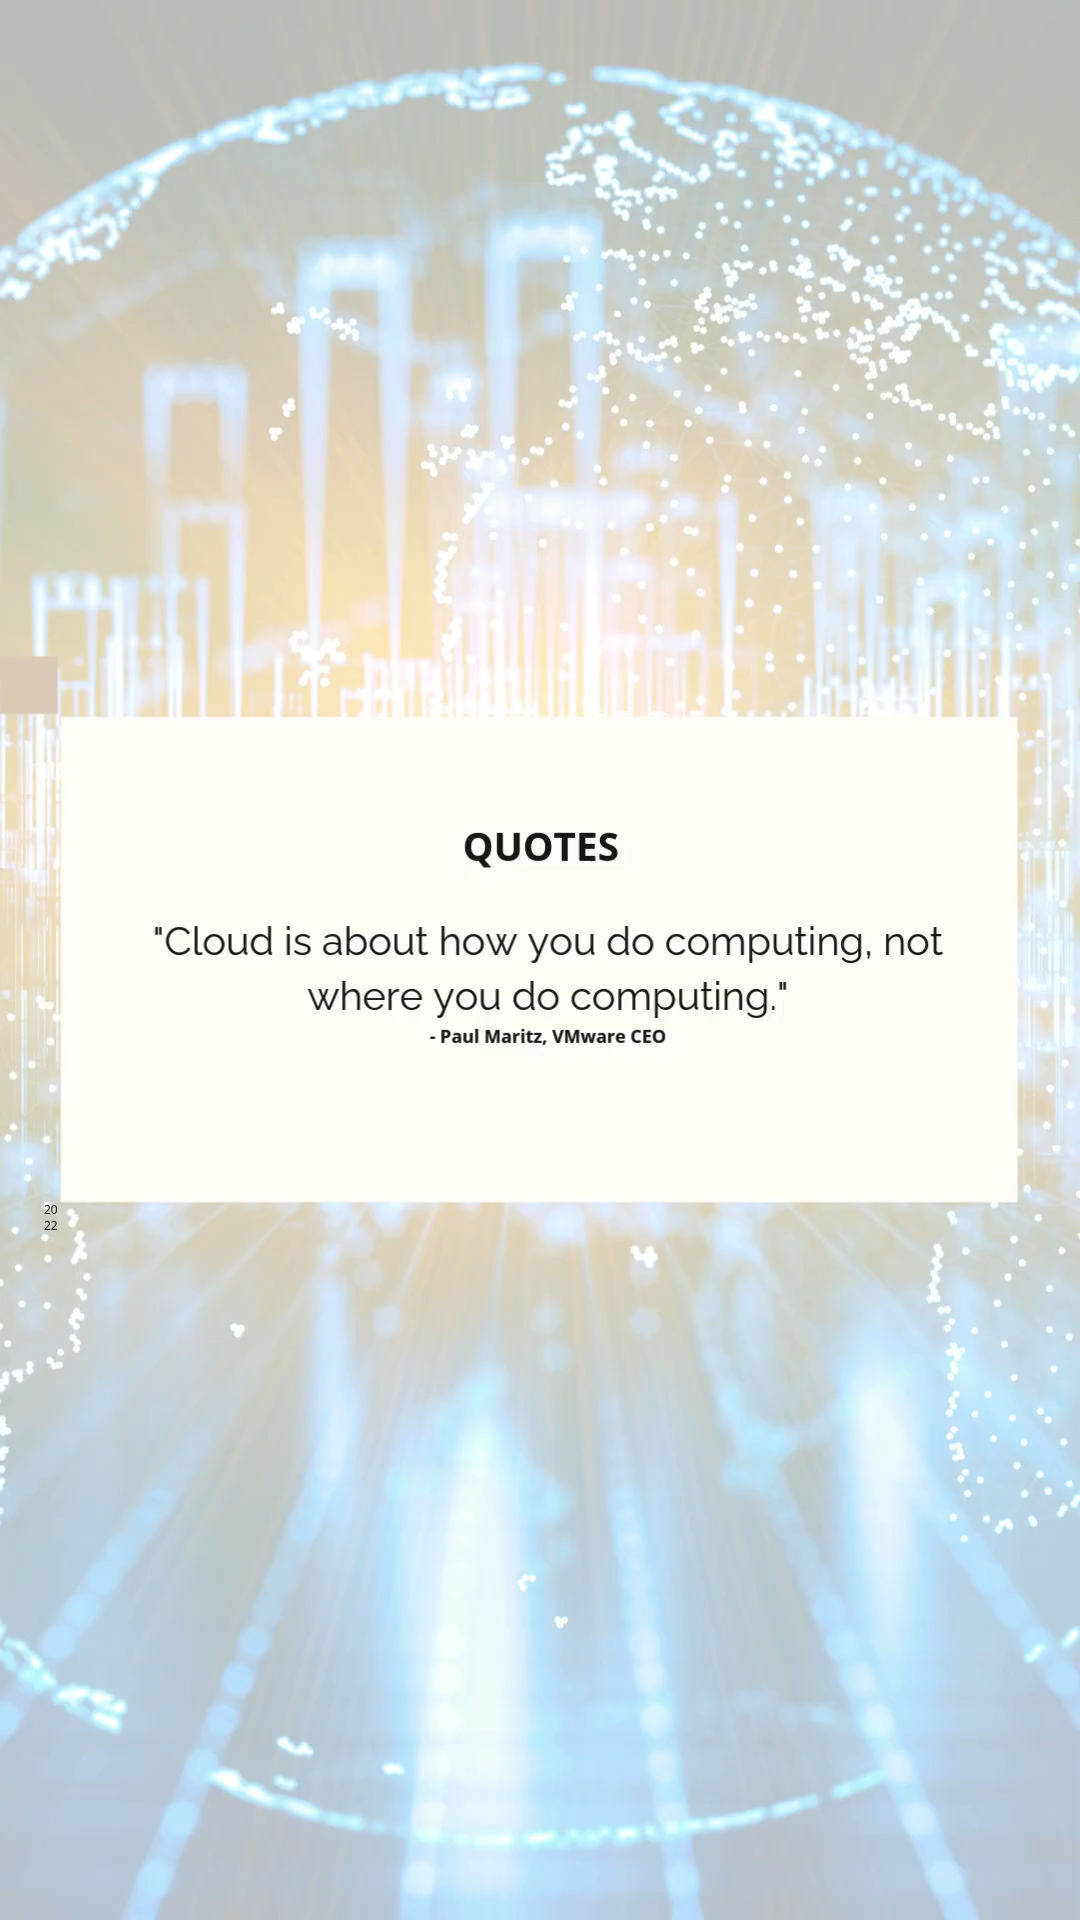 QUOTES
"Cloud is about how you do computing, not
where you do computing."
- Paul Maritz, VMware CEO
20
22